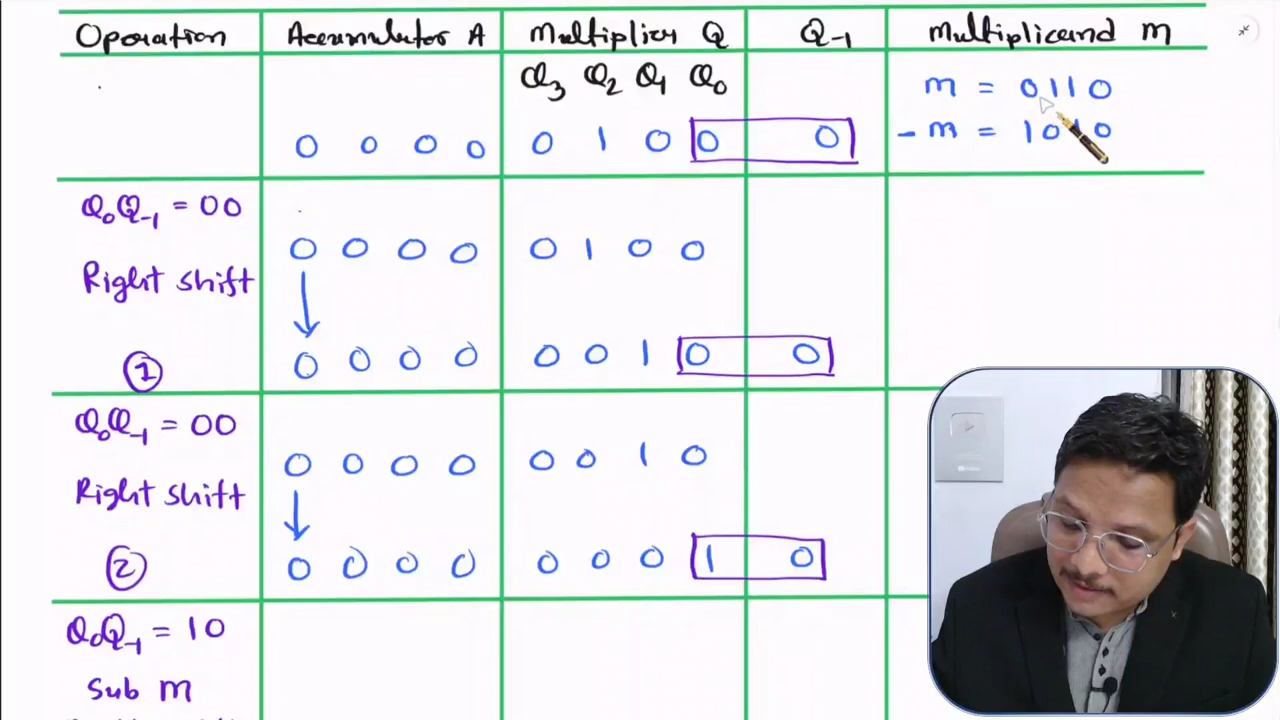 Operation Accumulator A Multiplier Q Q-1 Multiplicand M
Q3 Q2 Q1 Q0
M = 0110
0 0 0 0 0 1 0 0 0
-M = 1010
Q0Q-1 = 00
0 0 0 0 0 1 0 0
Right shift
① 0 0 0 0 0 0 1 0 0
Q0Q-1 = 00
0 0 0 0 0 0 1 0
Right shift
② 0 0 0 0 0 0 0 1 0
Q0Q-1 = 10
Sub M